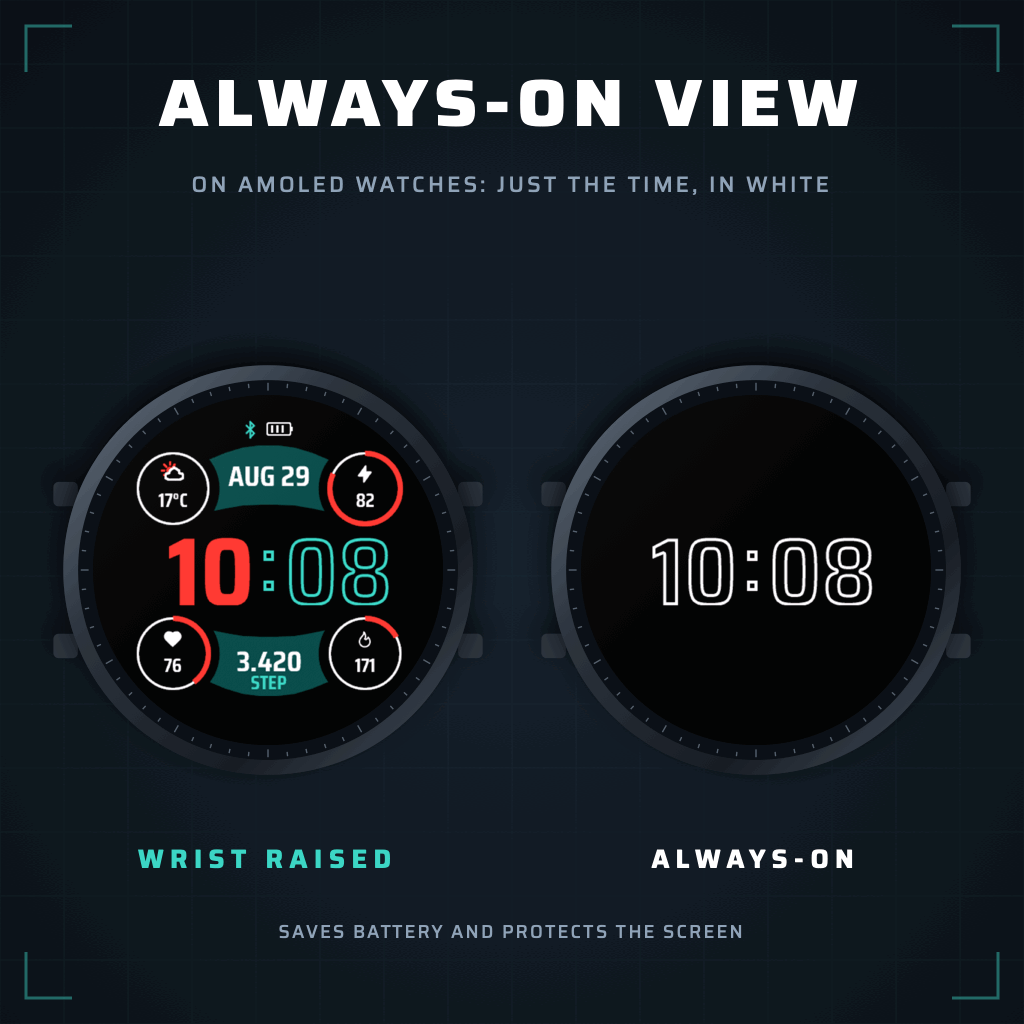 ALWAYS-ON VIEW
ON AMOLED WATCHES: JUST THE TIME, IN WHITE
AUG 29
17°C
82
10:08
76
3.420
STEP
171
10:08
WRIST RAISED
ALWAYS-ON
SAVES BATTERY AND PROTECTS THE SCREEN